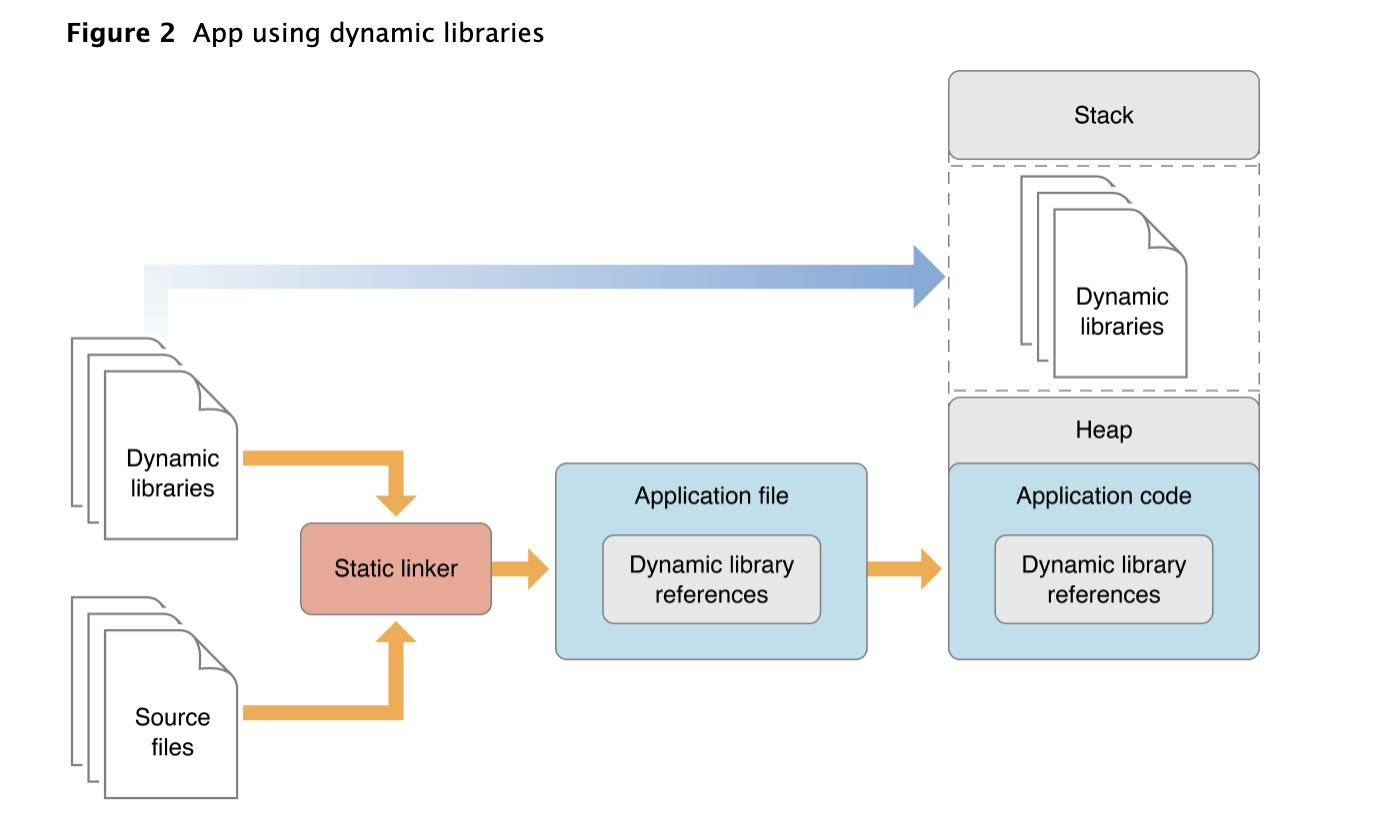 Figure 2 App using dynamic libraries
Stack
Dynamic
libraries
Heap
Dynamic
libraries
Application file
Application code
Static linker
Dynamic library
references
Dynamic library
references
Source
files